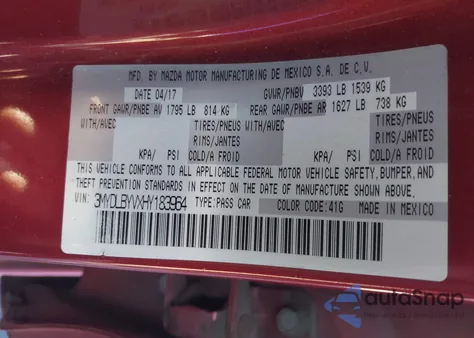 MFD. BY MAZDA MOTOR MANUFACTURING DE MEXICO S.A. DE C.V.
DATE 04/17 GVWR/PNBV 3393 LB 1539 KG
FRONT GAWR/PNBE AV 1795 LB 814 KG REAR GAWR/PNBE AR 1627 LB 738 KG
WITH/AVEC TIRES/PNEUS WITH/AVEC TIRES/PNEUS
RIMS/JANTES RIMS/JANTES
KPA/ PSI COLD/A FROID KPA/ PSI COLD/A FROID
THIS VEHICLE CONFORMS TO ALL APPLICABLE FEDERAL MOTOR VEHICLE SAFETY, BUMPER, AND
THEFT PREVENTION STANDARDS IN EFFECT ON THE DATE OF MANUFACTURE SHOWN ABOVE.
VIN: 3MYDLBYVXHY183964 TYPE:PASS CAR COLOR CODE:41G MADE IN MEXICO
autoSnap